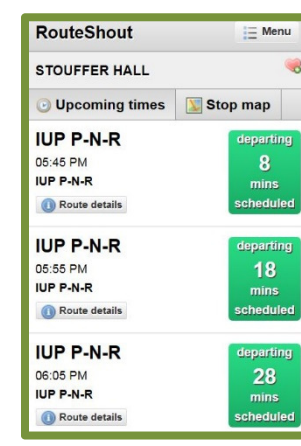 RouteShout
Menu
STOUFFER HALL
Upcoming times
Stop map
IUP P-N-R
05:45 PM
IUP P-N-R
Route details
departing
8
mins
scheduled
IUP P-N-R
05:55 PM
IUP P-N-R
Route details
departing
18
mins
scheduled
IUP P-N-R
06:05 PM
IUP P-N-R
Route details
departing
28
mins
scheduled